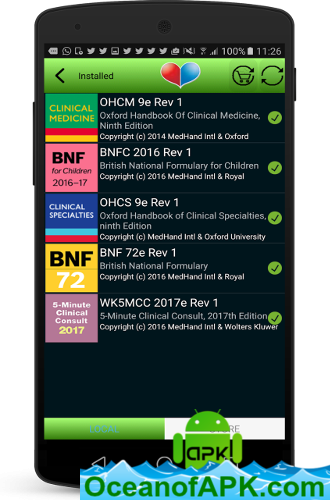 100% 11:26
Installed
CLINICAL
MEDICINE
OHCM 9e Rev 1
Oxford Handbook Of Clinical Medicine,
Ninth Edition
Copyright (c) 2014 MedHand Intl & Oxford
BNF
for Children
2016–17
BNFC 2016 Rev 1
British National Formulary for Children
Copyright (c) 2016 MedHand Intl & Royal
CLINICAL
SPECIALTIES
OHCS 9e Rev 1
Oxford Handbook of Clinical Specialties,
ninth Edition
Copyright (c) MedHand Intl & Oxford University
BNF
72
BNF 72e Rev 1
British National Formulary
Copyright (c) 2016 MedHand Intl & Royal
5-Minute
Clinical
Consult
2017
WK5MCC 2017e Rev 1
5-Minute Clinical Consult, 2017th Edition
Copyright (c) 2016 MedHand Intl & Wolters Kluwer
apk
OceanofAPK.com